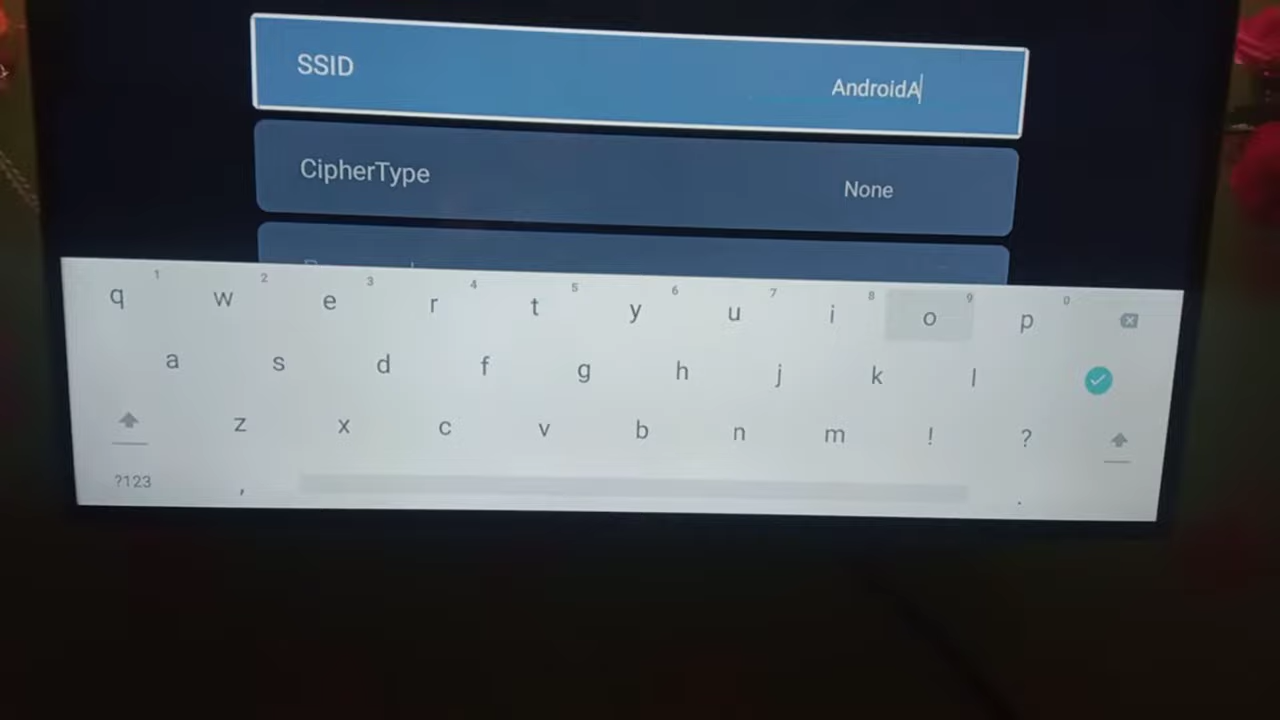 SSID AndroidA
CipherType None
1 2 3 4 5 6 7 8 9 0
q w e r t y u i o p
a s d f g h j k l
z x c v b n m ! ?
?123 , .